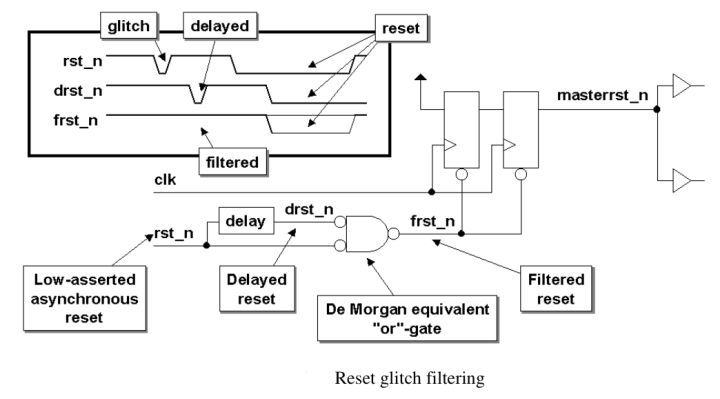 glitch
delayed
reset
rst_n
drst_n
frst_n
filtered
masterrst_n
clk
delay
drst_n
frst_n
rst_n
Low-asserted
asynchronous
reset
Delayed
reset
De Morgan equivalent
"or"-gate
Filtered
reset
Reset glitch filtering